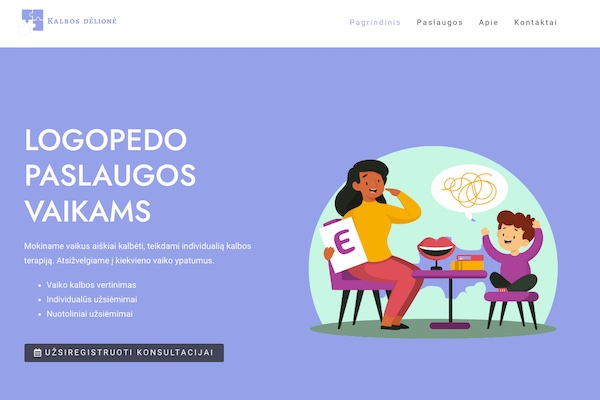 Kalbos dėlionė
Pagrindinis Paslaugos Apie Kontaktai
LOGOPEDO
PASLAUGOS
VAIKAMS
Mokiname vaikus aiškiai kalbėti, teikdami individualią kalbos
terapiją. Atsižvelgiame į kiekvieno vaiko ypatumus.
Vaiko kalbos vertinimas
Individualūs užsiėmimai
Nuotoliniai užsiėmimai
UŽSIREGISTRUOTI KONSULTACIJAI
E